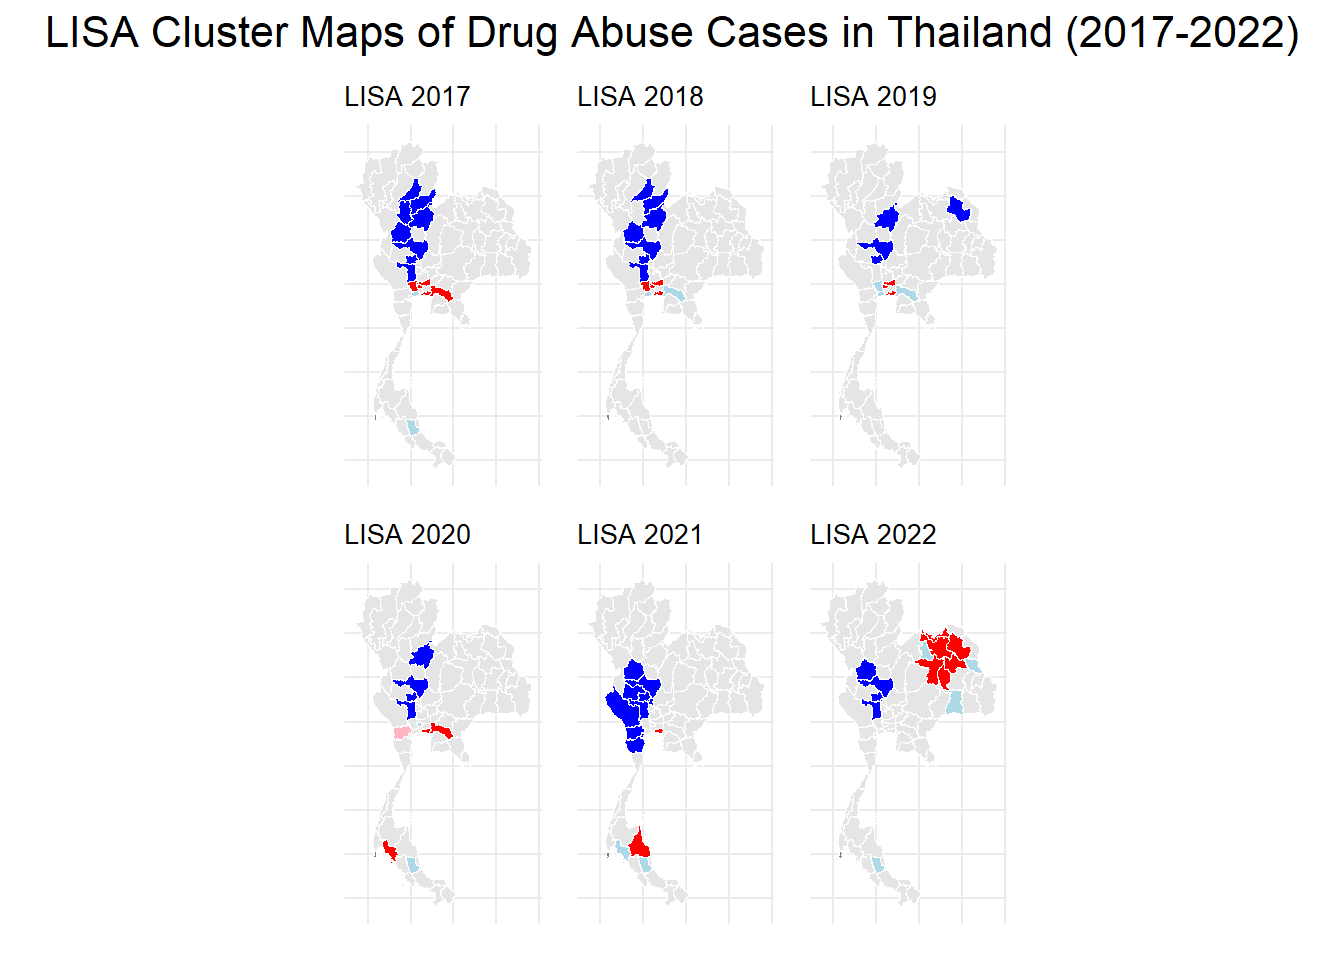 LISA Cluster Maps of Drug Abuse Cases in Thailand (2017-2022)
LISA 2017
LISA 2018
LISA 2019
LISA 2020
LISA 2021
LISA 2022